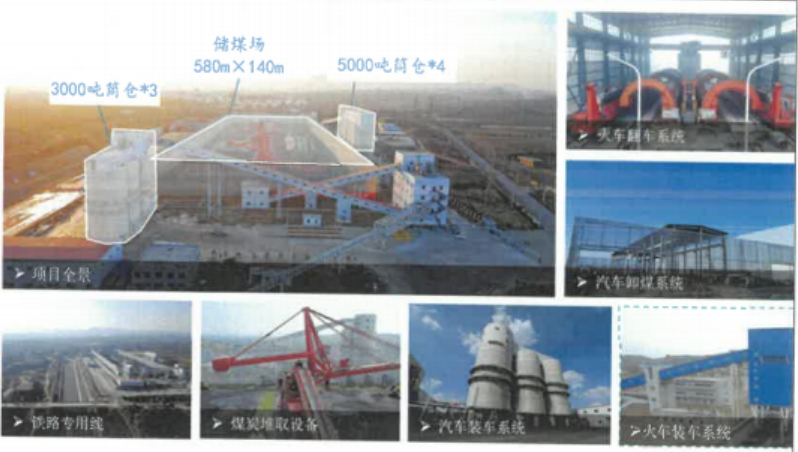 储煤场
580m×140m
5000吨筒仓*4
3000吨筒仓*3
➢ 项目全景
➢ 火车翻车系统
➢ 汽车卸煤系统
➢ 铁路专用线
➢ 煤炭堆取设备
➢ 汽车装车系统
➢ 火车装车系统